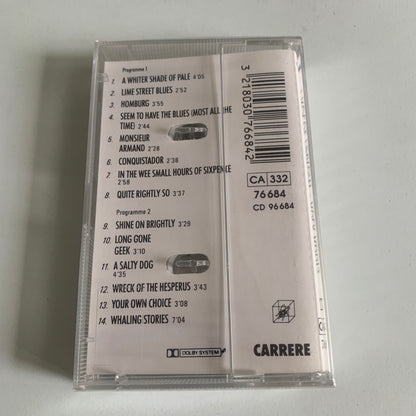 Programme 1
1. A WHITER SHADE OF PALE 4'05
2. LIME STREET BLUES 2'52
3. HOMBURG 3'55
4. SEEM TO HAVE THE BLUES (MOST ALL THE
TIME) 2'44
5. MONSIEUR
ARMAND 2'28
6. CONQUISTADOR 2'38
7. IN THE WEE SMALL HOURS OF SIXPENCE
2'58
8. QUITE RIGHTLY SO 3'37
Programme 2
9. SHINE ON BRIGHTLY 3'29
10. LONG GONE
GEEK 3'10
11. A SALTY DOG
4'35
12. WRECK OF THE HESPERUS 3'43
13. YOUR OWN CHOICE 3'08
14. WHALING STORIES 7'04
DOLBY SYSTEM
3 218030 766842
CA 332
76 684
CD 96684
CARRERE